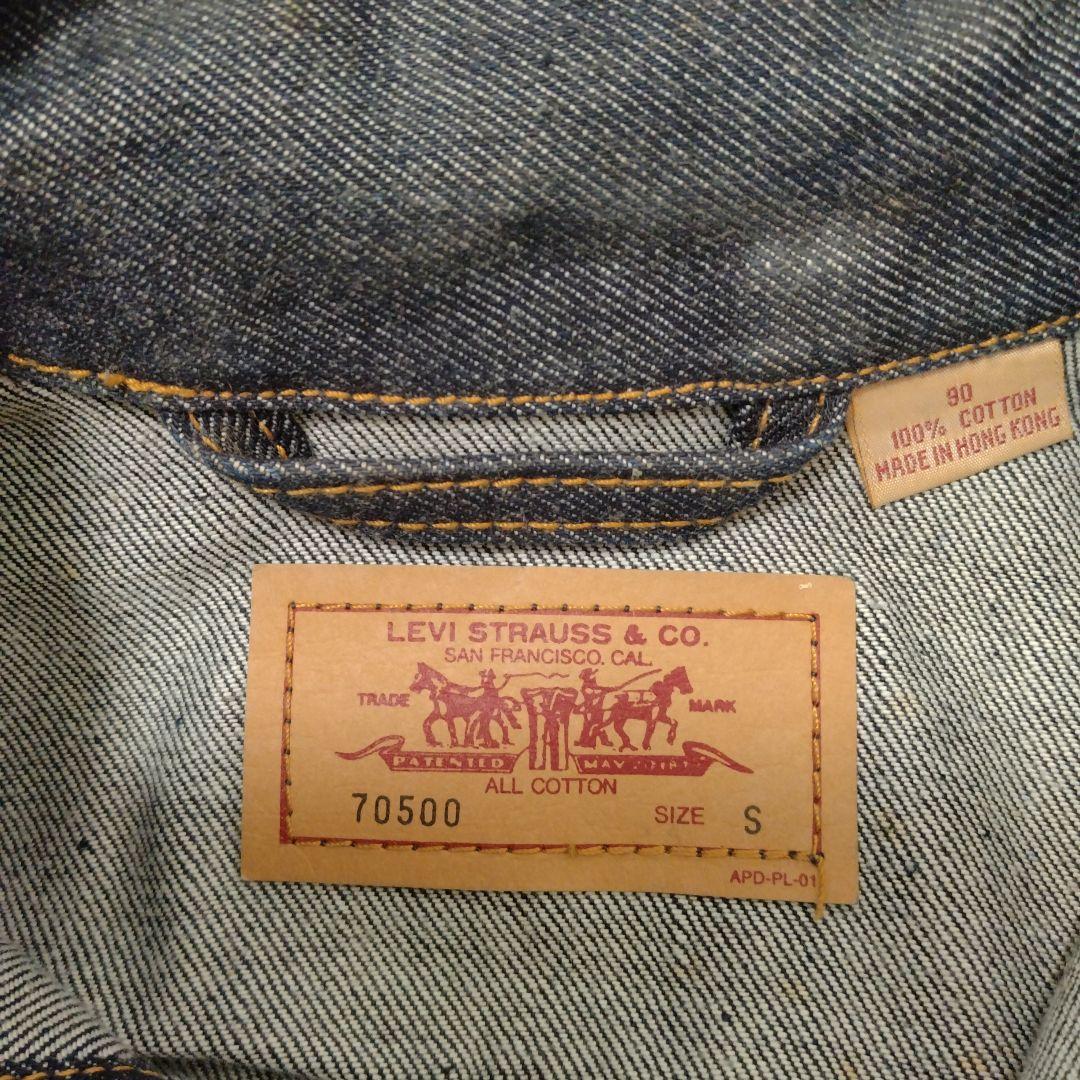 90
100% COTTON
MADE IN HONG KONG
LEVI STRAUSS & CO.
SAN FRANCISCO. CAL.
TRADE MARK
PATENTED MAY
ALL COTTON
70500 SIZE S
APD-PL-01